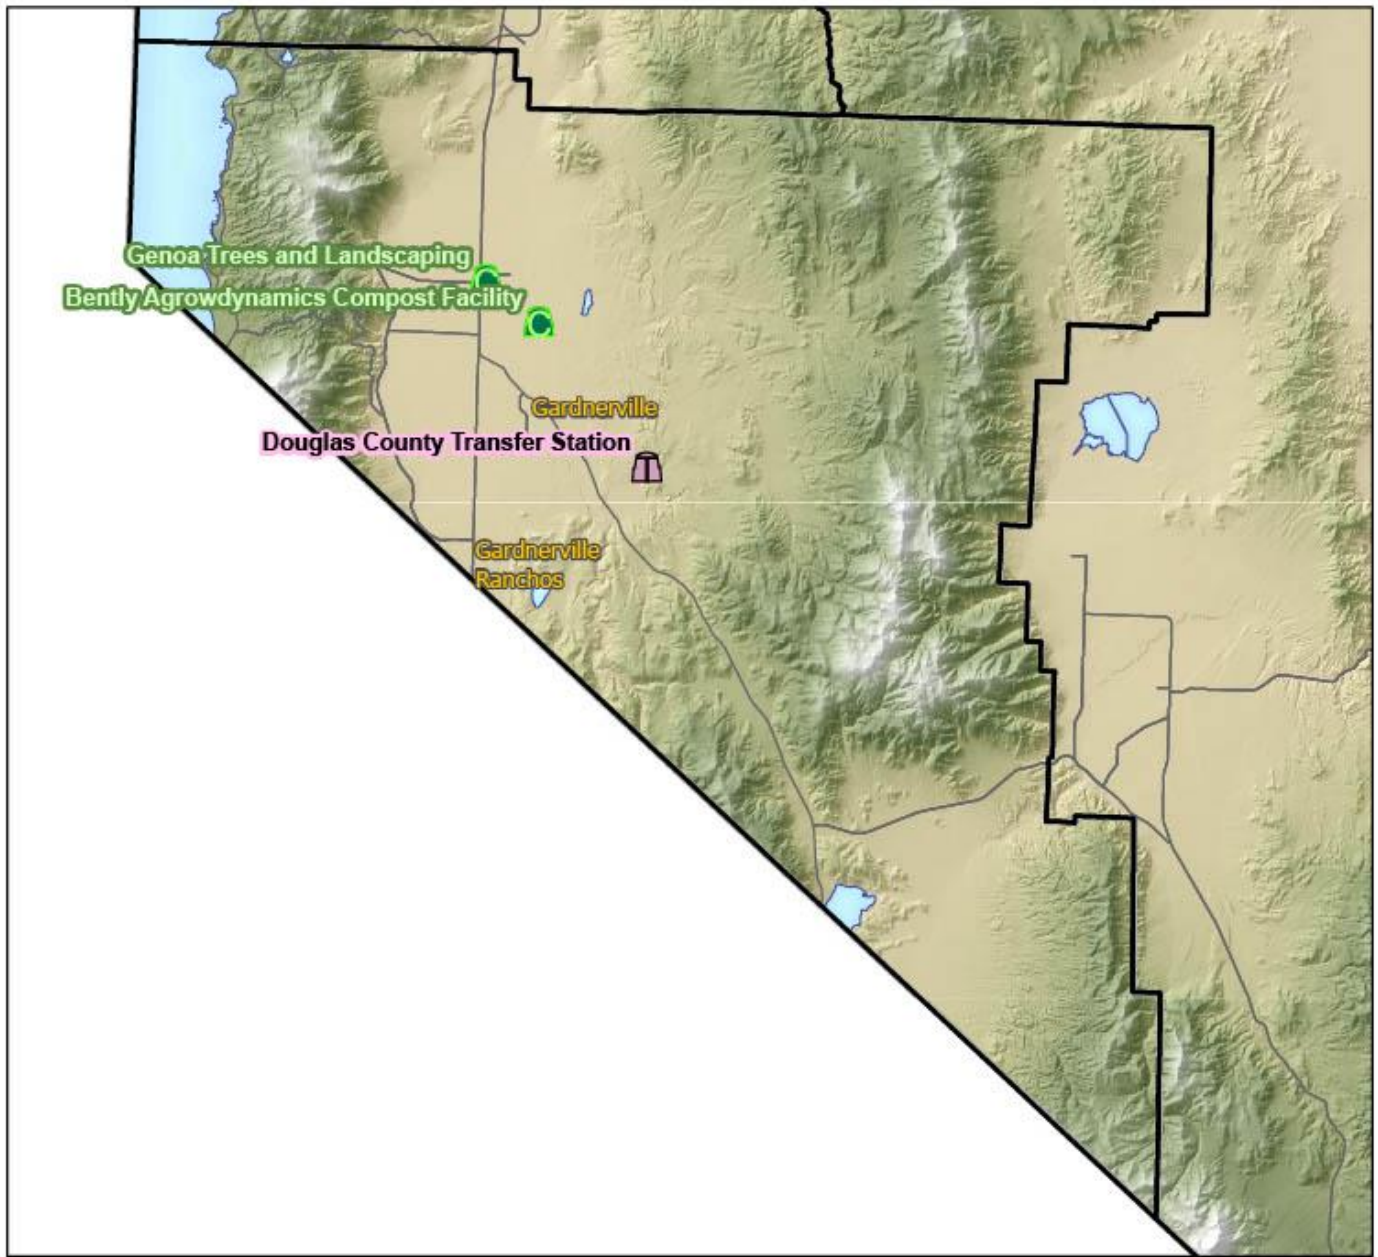 Genoa Trees and Landscaping
Bently Agrowdynamics Compost Facility
Gardnerville
Douglas County Transfer Station
Gardnerville
Ranchos